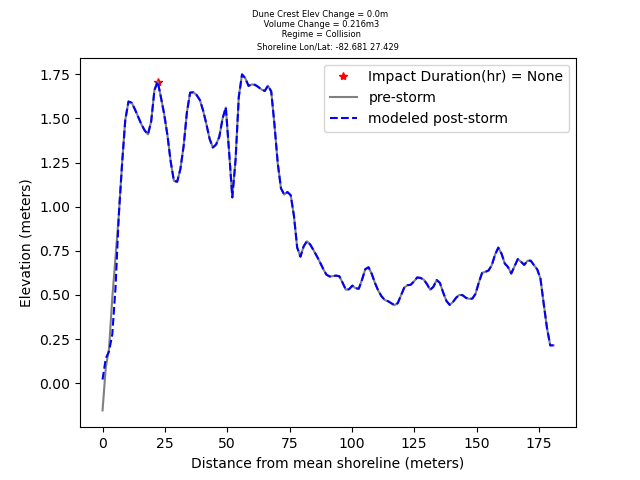 Dune Crest Elev Change = 0.0m
Volume Change = 0.216m3
Regime = Collision
Shoreline Lon/Lat: -82.681 27.429
Impact Duration(hr) = None
pre-storm
modeled post-storm
1.75
1.50
1.25
1.00
0.75
0.50
0.25
0.00
Elevation (meters)
0 25 50 75 100 125 150 175
Distance from mean shoreline (meters)